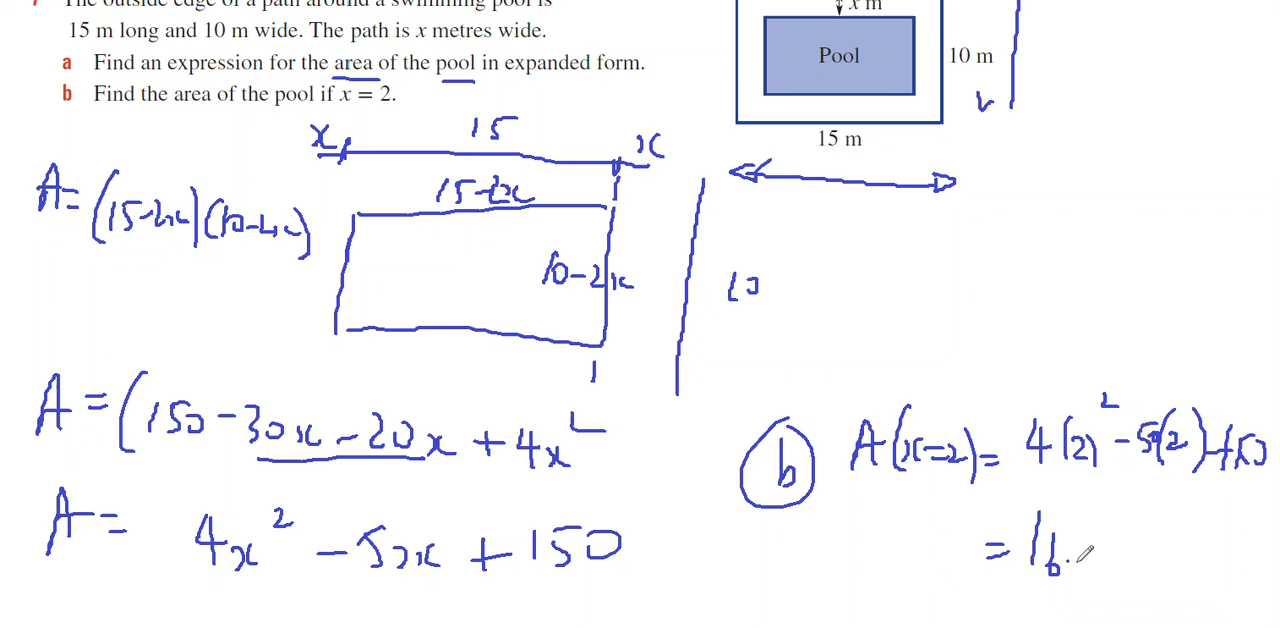 7 The outside edge of a path around a swimming pool is
15 m long and 10 m wide. The path is x metres wide.
a Find an expression for the area of the pool in expanded form.
b Find the area of the pool if x = 2.
x m
Pool
10 m
15 m
x 15 x
15-2x
A= (15-2x)(10-2x)
10-2x
10
A = (150-30x-20x+4x²
A = 4x² - 50x + 150
b A(x=2)= 4(2)² - 50(2)+150
= 16.